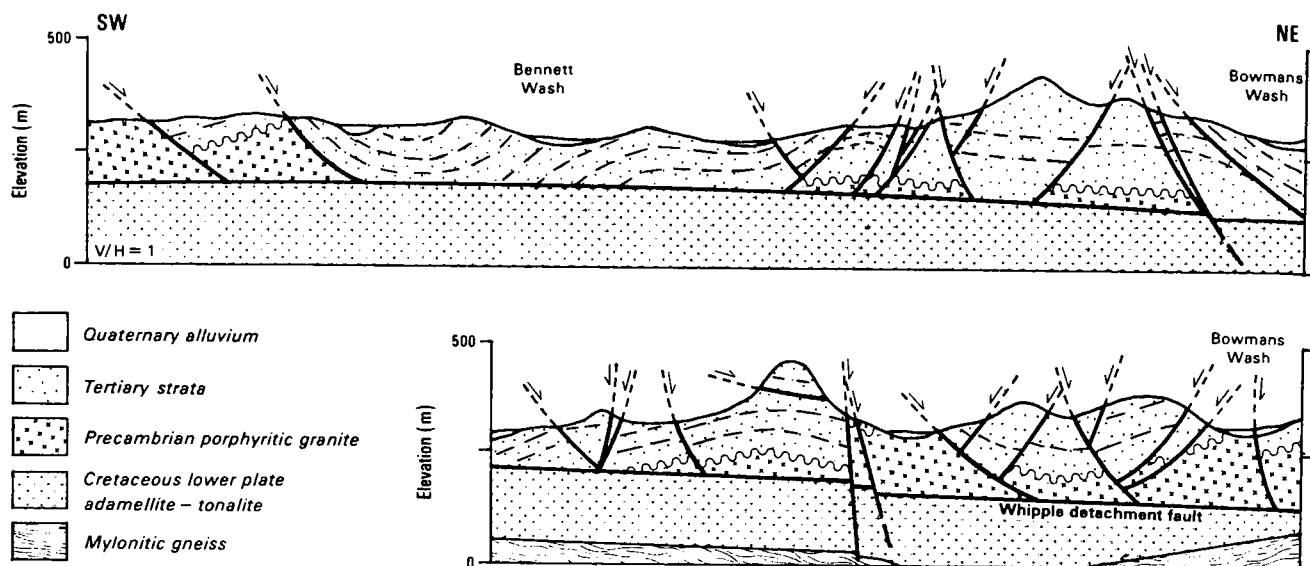 SW
NE
500
Elevation (m)
0
V/H = 1
Bennett
Wash
Bowmans
Wash
Quaternary alluvium
Tertiary strata
Precambrian porphyritic granite
Cretaceous lower plate
adamellite – tonalite
Mylonitic gneiss
500
Elevation (m)
0
Bowmans
Wash
Whipple detachment fault